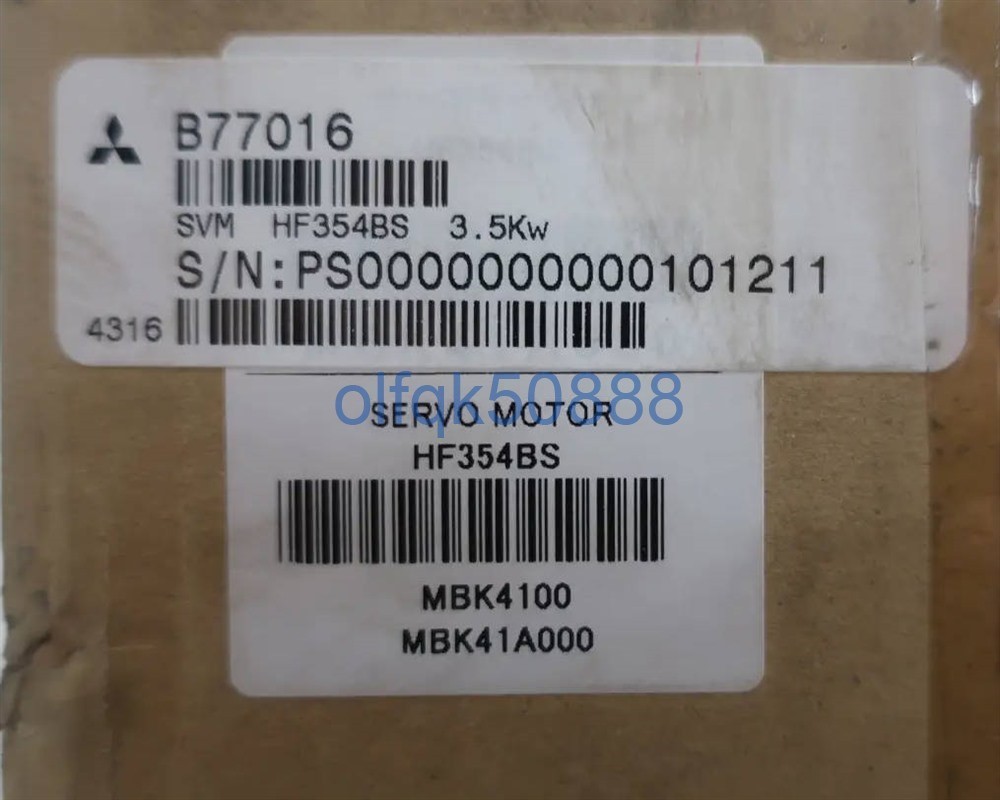 B77016
SVM HF354BS 3.5Kw
S/N:PS0000000000101211
4316
olfqk50888
SERVO MOTOR
HF354BS
MBK4100
MBK41A000